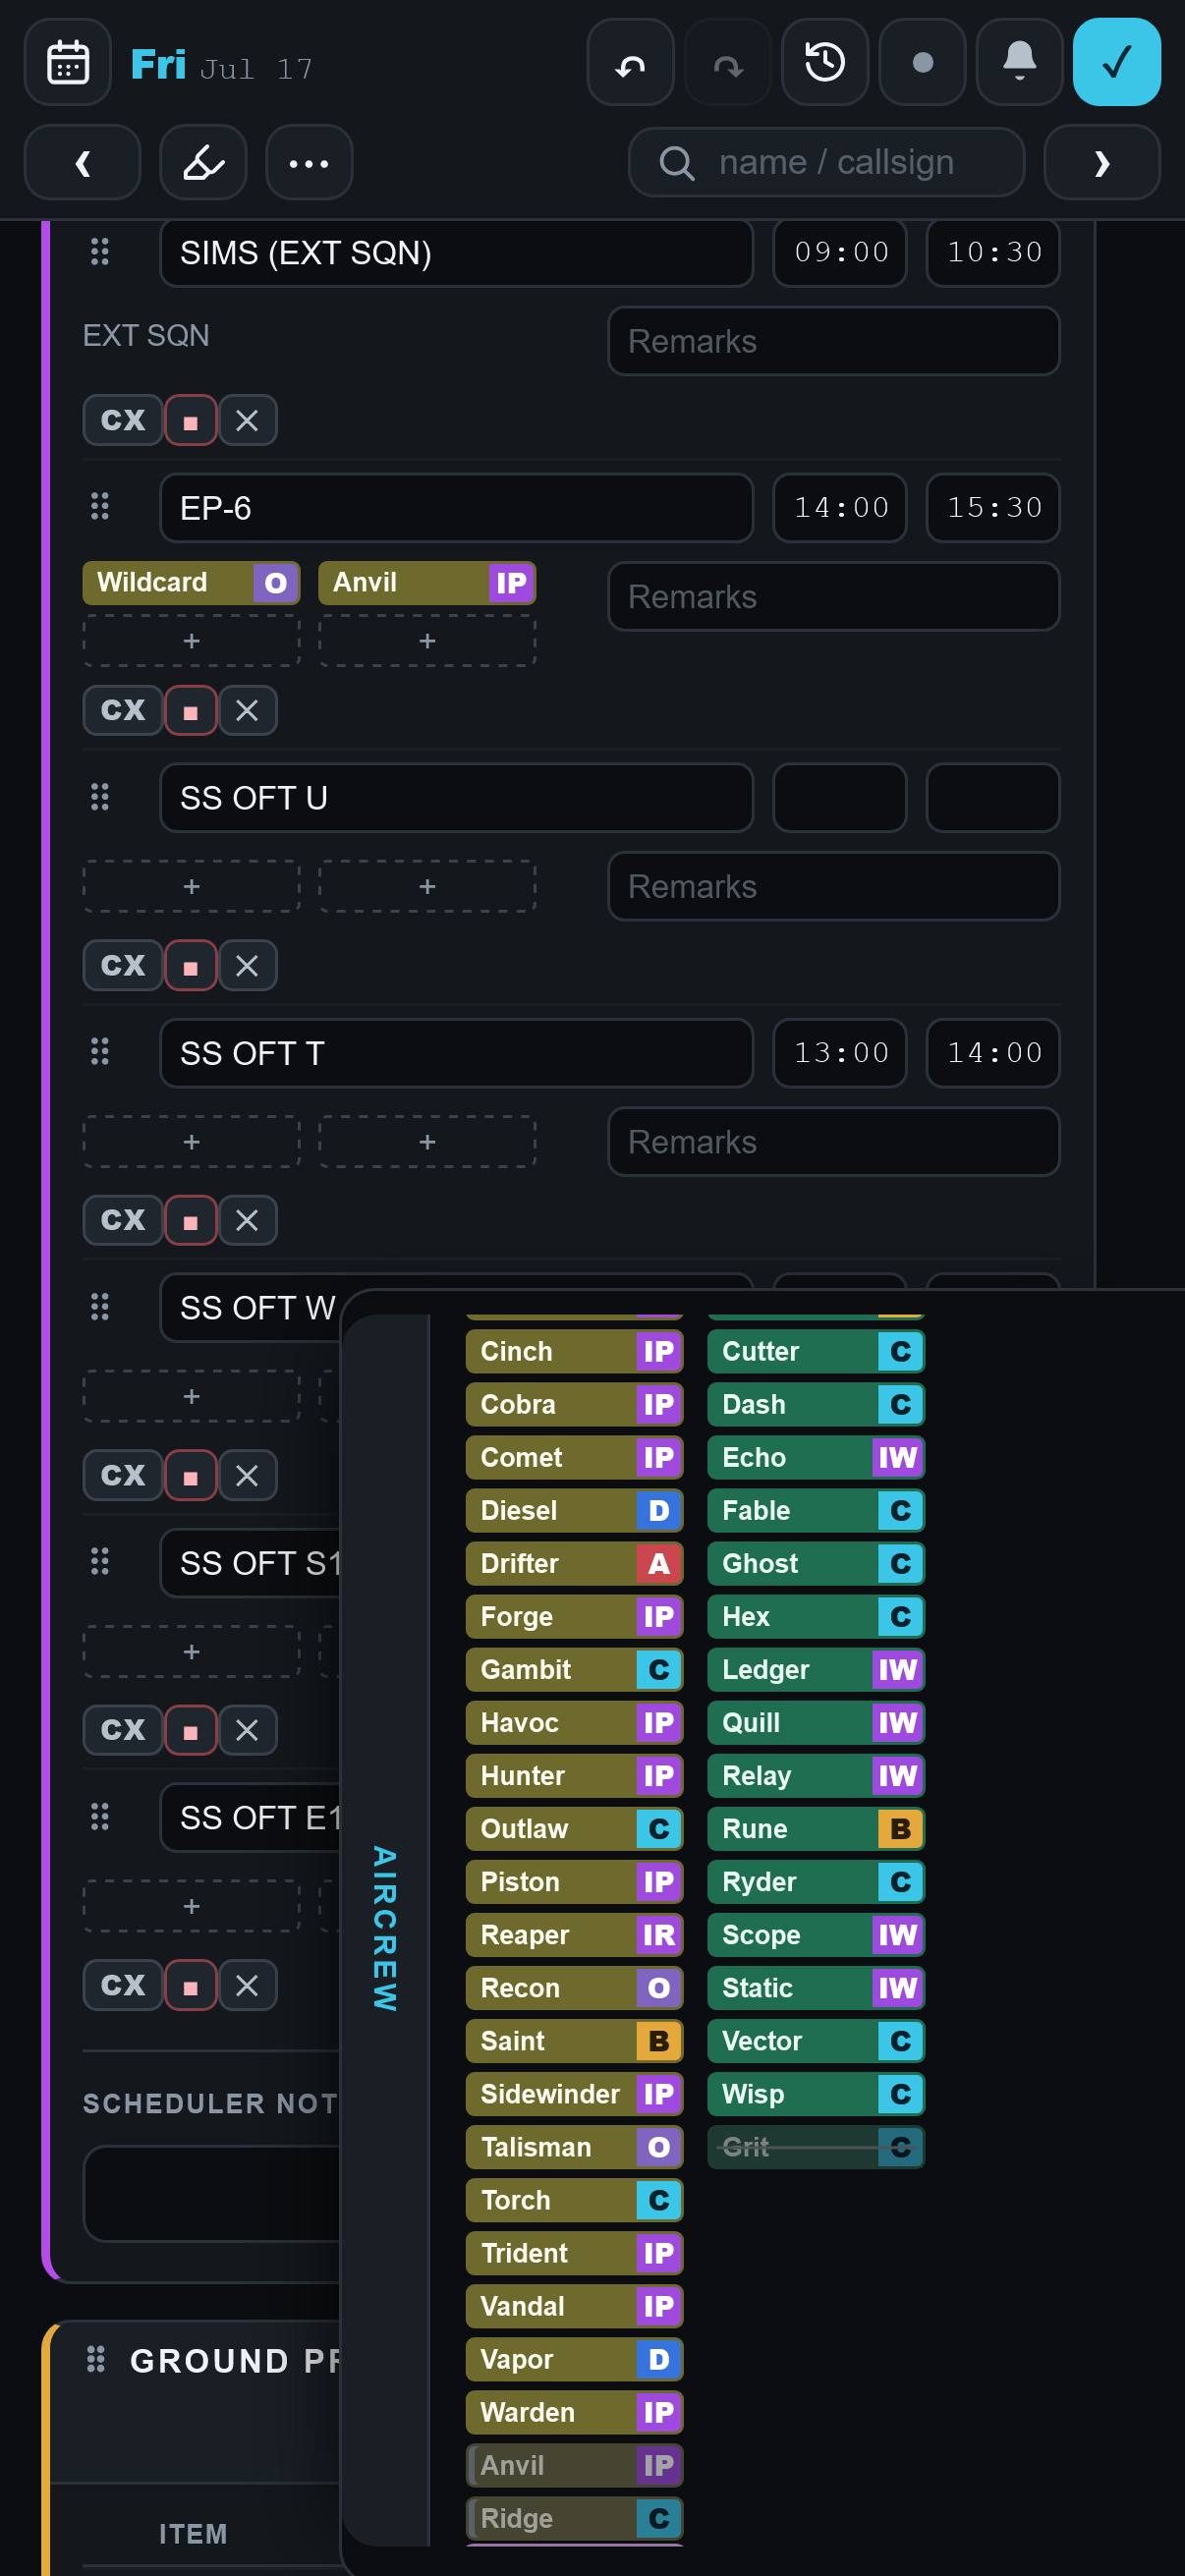 Fri Jul 17
name / callsign
SIMS (EXT SQN) 09:00 10:30
EXT SQN Remarks
CX
EP-6 14:00 15:30
Wildcard O Anvil IP Remarks
+ +
CX
SS OFT U
+ + Remarks
CX
SS OFT T 13:00 14:00
+ + Remarks
CX
SS OFT W
+
CX
SS OFT S1
+
CX
SS OFT E1
+
CX
SCHEDULER NOT
GROUND PR
ITEM
AIRCREW
Cinch IP Cutter C
Cobra IP Dash C
Comet IP Echo IW
Diesel D Fable C
Drifter A Ghost C
Forge IP Hex C
Gambit C Ledger IW
Havoc IP Quill IW
Hunter IP Relay IW
Outlaw C Rune B
Piston IP Ryder C
Reaper IR Scope IW
Recon O Static IW
Saint B Vector C
Sidewinder IP Wisp C
Talisman O Grit C
Torch C
Trident IP
Vandal IP
Vapor D
Warden IP
Anvil IP
Ridge C